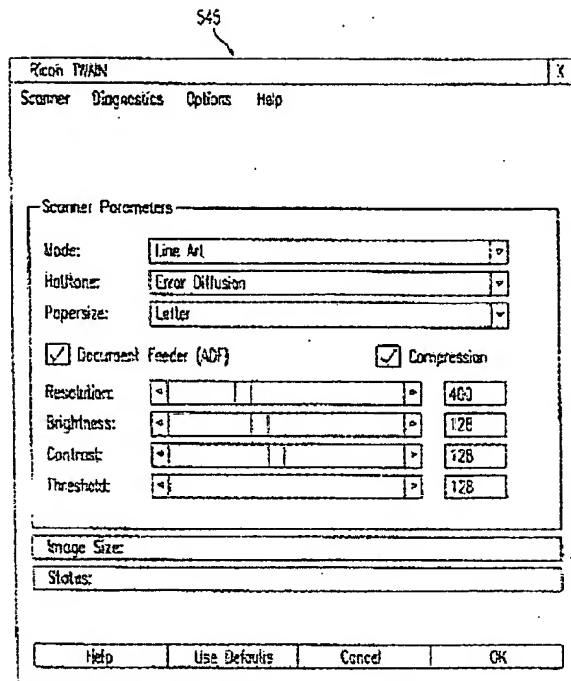 545
Ricoh TWAIN X
Scanner Diagnostics Options Help
Scanner Parameters
Mode: Line Art
Halftone: Error Diffusion
Papersize: Letter
Document Feeder (ADF) Compression
Resolution: 400
Brightness: 128
Contrast: 128
Threshold: 128
Image Size:
Status:
Help Use Defaults Cancel OK